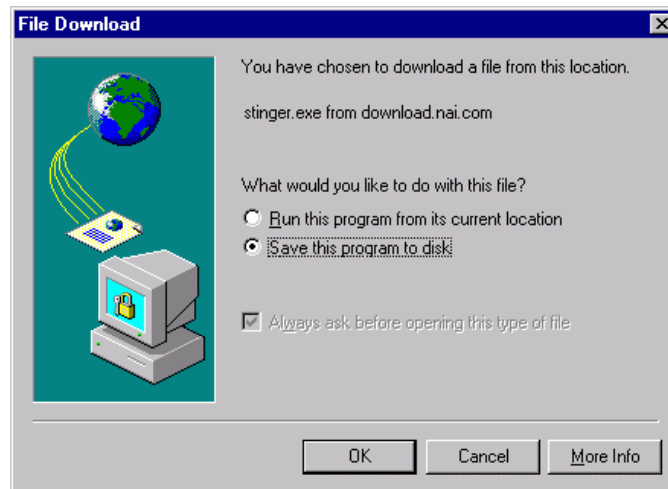 File Download
You have chosen to download a file from this location.
stinger.exe from download.nai.com
What would you like to do with this file?
Run this program from its current location
Save this program to disk
Always ask before opening this type of file
OK
Cancel
More Info